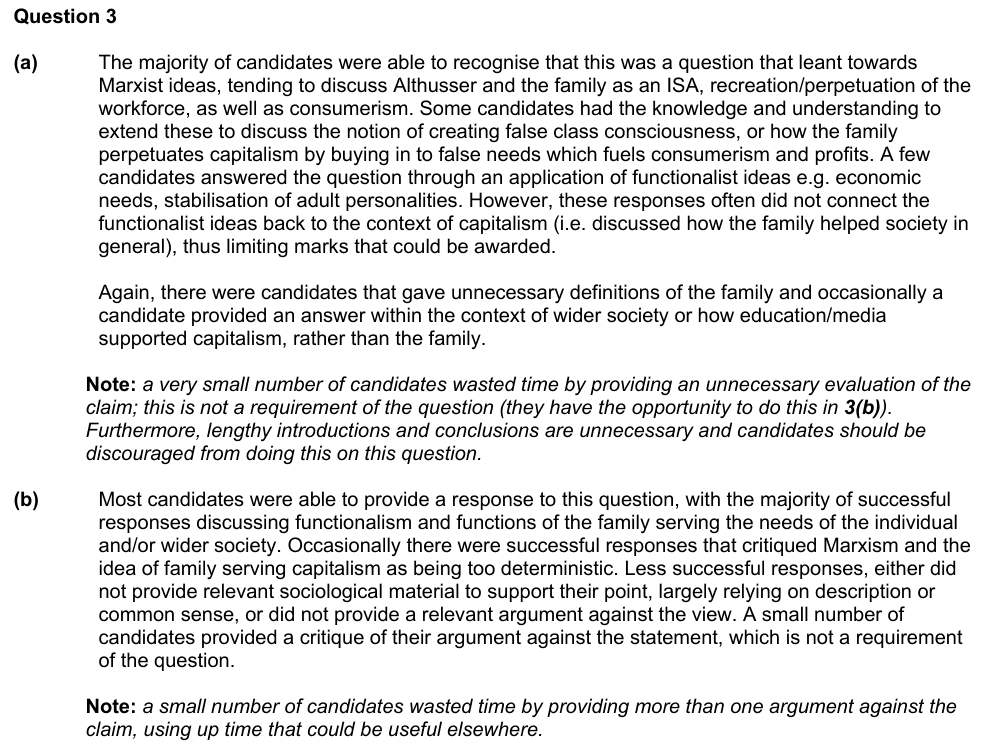 Question 3
(a) The majority of candidates were able to recognise that this was a question that leant towards
Marxist ideas, tending to discuss Althusser and the family as an ISA, recreation/perpetuation of the
workforce, as well as consumerism. Some candidates had the knowledge and understanding to
extend these to discuss the notion of creating false class consciousness, or how the family
perpetuates capitalism by buying in to false needs which fuels consumerism and profits. A few
candidates answered the question through an application of functionalist ideas e.g. economic
needs, stabilisation of adult personalities. However, these responses often did not connect the
functionalist ideas back to the context of capitalism (i.e. discussed how the family helped society in
general), thus limiting marks that could be awarded.
Again, there were candidates that gave unnecessary definitions of the family and occasionally a
candidate provided an answer within the context of wider society or how education/media
supported capitalism, rather than the family.
Note: a very small number of candidates wasted time by providing an unnecessary evaluation of the
claim; this is not a requirement of the question (they have the opportunity to do this in 3(b)).
Furthermore, lengthy introductions and conclusions are unnecessary and candidates should be
discouraged from doing this on this question.
(b) Most candidates were able to provide a response to this question, with the majority of successful
responses discussing functionalism and functions of the family serving the needs of the individual
and/or wider society. Occasionally there were successful responses that critiqued Marxism and the
idea of family serving capitalism as being too deterministic. Less successful responses, either did
not provide relevant sociological material to support their point, largely relying on description or
common sense, or did not provide a relevant argument against the view. A small number of
candidates provided a critique of their argument against the statement, which is not a requirement
of the question.
Note: a small number of candidates wasted time by providing more than one argument against the
claim, using up time that could be useful elsewhere.